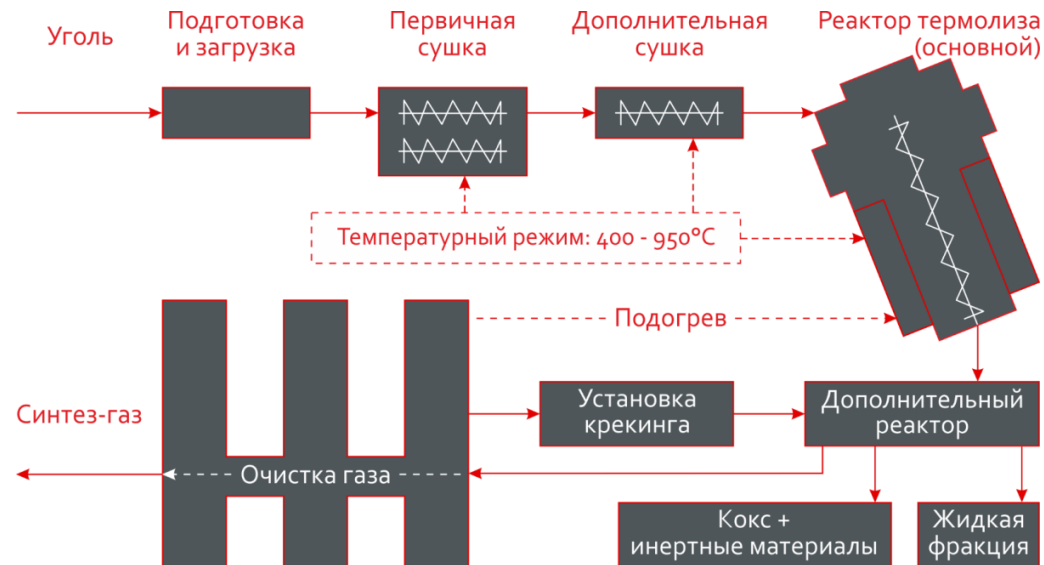 Уголь
Подготовка
и загрузка
Первичная
сушка
Дополнительная
сушка
Реактор термолиза
(основной)
Температурный режим: 400 - 950°C
Подогрев
Синтез-газ
Очистка газа
Установка
крекинга
Дополнительный
реактор
Кокс +
инертные материалы
Жидкая
фракция